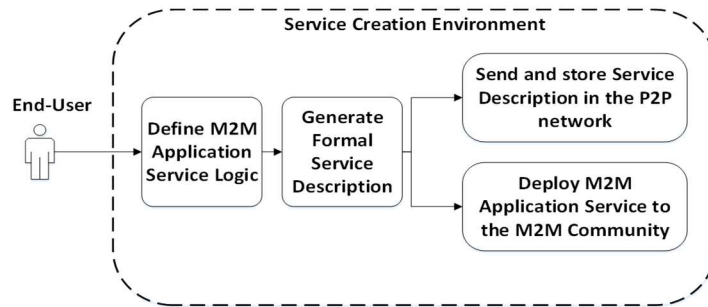 Service Creation Environment
End-User
Define M2M
Application
Service Logic
Generate
Formal
Service
Description
Send and store Service
Description in the P2P
network
Deploy M2M
Application Service to
the M2M Community